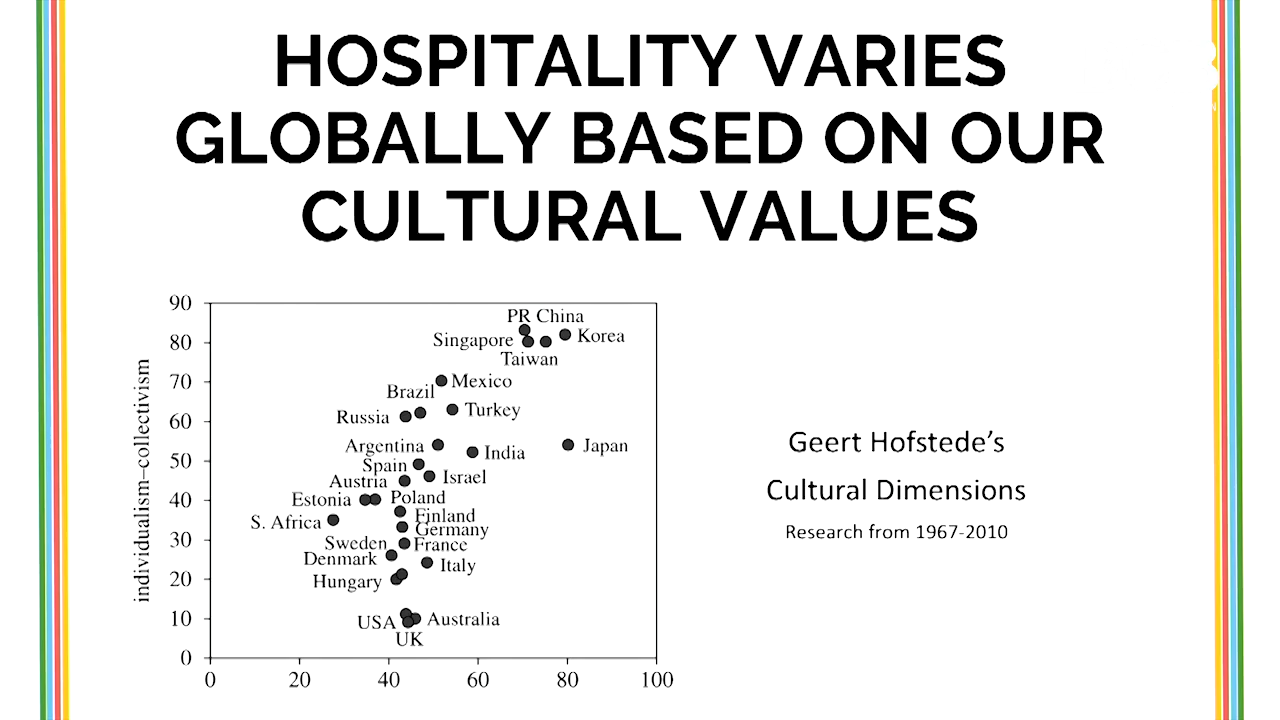 HOSPITALITY VARIES
GLOBALLY BASED ON OUR
CULTURAL VALUES
individualism–collectivism
90
80
70
60
50
40
30
20
10
0
0
20
40
60
80
100
PR China
Singapore
Korea
Taiwan
Mexico
Brazil
Russia
Turkey
Argentina
India
Japan
Spain
Israel
Austria
Estonia
Poland
S. Africa
Finland
Germany
Sweden
France
Denmark
Italy
Hungary
USA
Australia
UK
Geert Hofstede’s
Cultural Dimensions
Research from 1967-2010